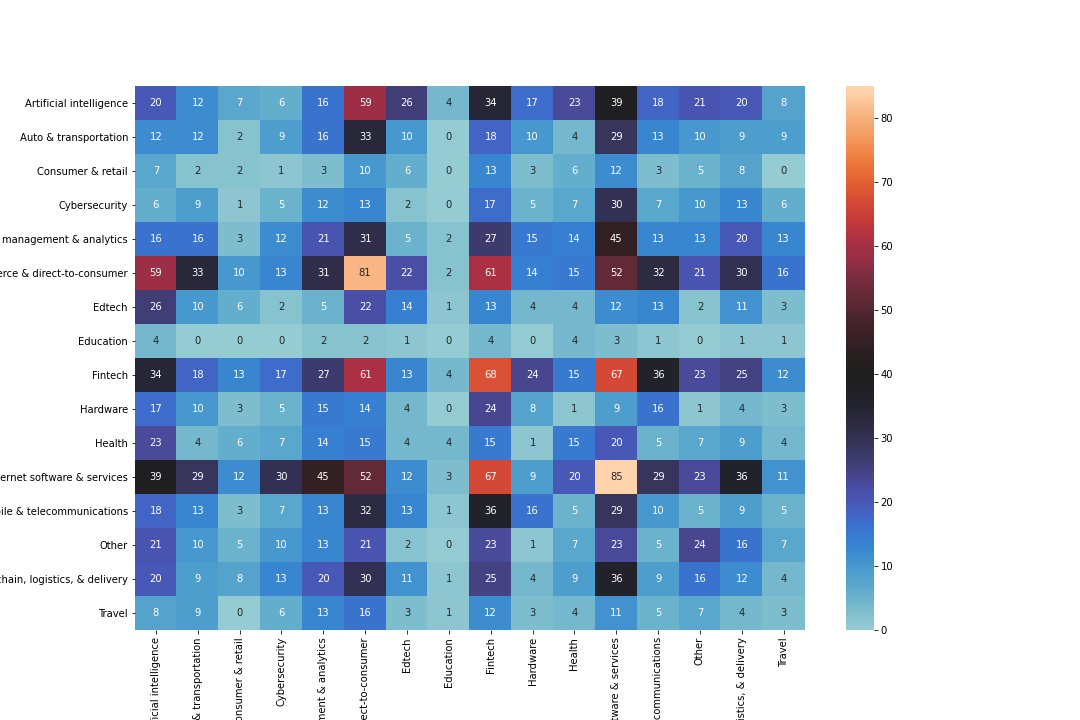 Artificial intelligence 20 12 7 6 16 59 26 4 34 17 23 39 18 21 20 8
Auto & transportation 12 12 2 9 16 33 10 0 18 10 4 29 13 10 9 9
Consumer & retail 7 2 2 1 3 10 6 0 13 3 6 12 3 5 8 0
Cybersecurity 6 9 1 5 12 13 2 0 17 5 7 30 7 10 13 6
management & analytics 16 16 3 12 21 31 5 2 27 15 14 45 13 13 20 13
erce & direct-to-consumer 59 33 10 13 31 81 22 2 61 14 15 52 32 21 30 16
Edtech 26 10 6 2 5 22 14 1 13 4 4 12 13 2 11 3
Education 4 0 0 0 2 2 1 0 4 0 4 3 1 0 1 1
Fintech 34 18 13 17 27 61 13 4 68 24 15 67 36 23 25 12
Hardware 17 10 3 5 15 14 4 0 24 8 1 9 16 1 4 3
Health 23 4 6 7 14 15 4 4 15 1 15 20 5 7 9 4
ernet software & services 39 29 12 30 45 52 12 3 67 9 20 85 29 23 36 11
ile & telecommunications 18 13 3 7 13 32 13 1 36 16 5 29 10 5 9 5
Other 21 10 5 10 13 21 2 0 23 1 7 23 5 24 16 7
chain, logistics, & delivery 20 9 8 13 20 30 11 1 25 4 9 36 9 16 12 4
Travel 8 9 0 6 13 16 3 1 12 3 4 11 5 7 4 3
icial intelligence
& transportation
onsumer & retail
Cybersecurity
ment & analytics
ect-to-consumer
Edtech
Education
Fintech
Hardware
Health
tware & services
communications
Other
istics, & delivery
Travel
80
70
60
50
40
30
20
10
0